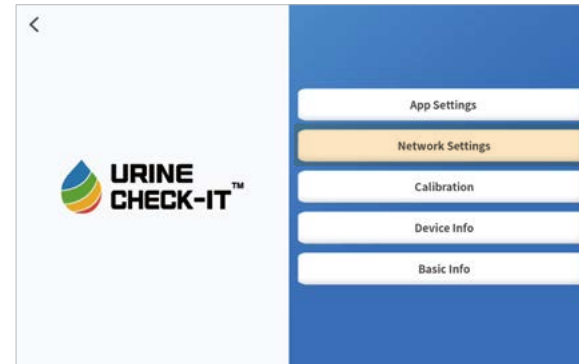 URINE
CHECK-IT™
App Settings
Network Settings
Calibration
Device Info
Basic Info